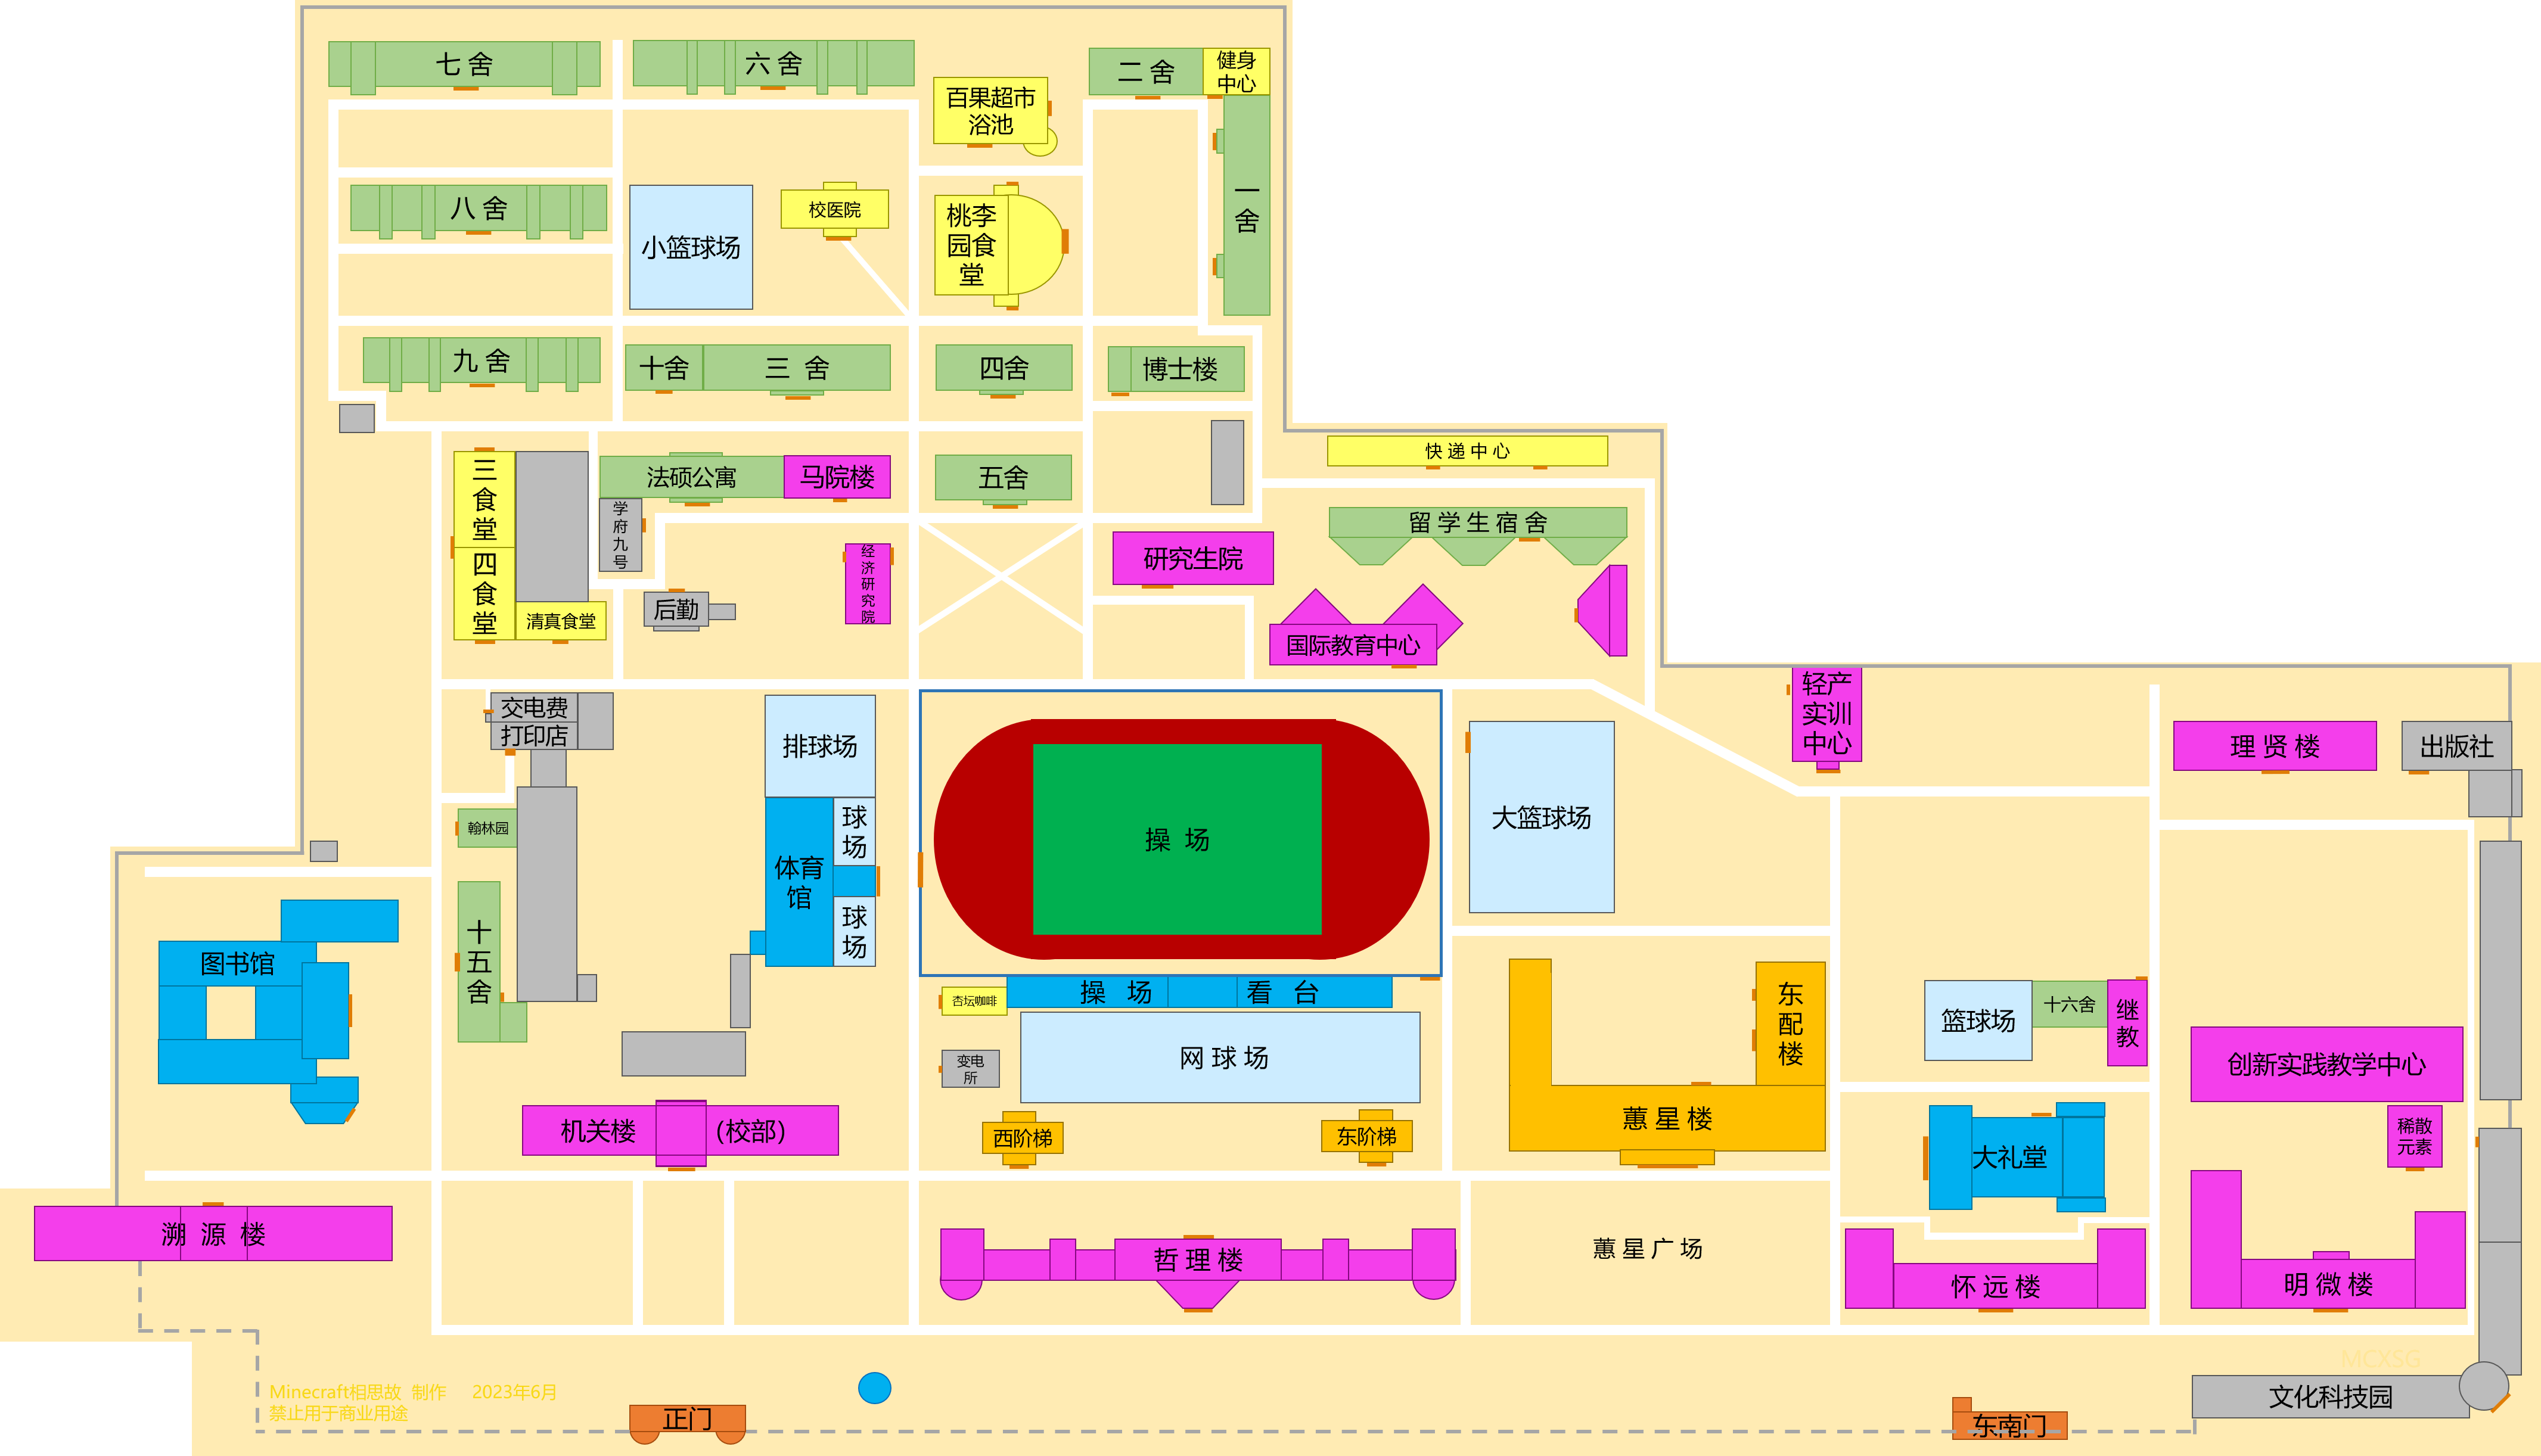 七 舍
六 舍
二 舍
健身
中心
百果超市
浴池
八 舍
小篮球场
校医院
桃李
园食
堂
一
舍
九 舍
十舍
三 舍
四舍
博士楼
三
食
堂
四
食
堂
清真食堂
法硕公寓
马院楼
学
府
九
号
五舍
快 递 中 心
留 学 生 宿 舍
后勤
经
济
研
究
院
研究生院
国际教育中心
交电费
打印店
排球场
操 场
大篮球场
轻产
实训
中心
理 贤 楼
出版社
翰林园
体育
馆
球
场
球
场
图书馆
十
五
舍
杏坛咖啡
操 场 看 台
变电
所
网 球 场
东
配
楼
篮球场
十六舍
继
教
创新实践教学中心
机关楼 (校部)
西阶梯
东阶梯
蕙 星 楼
大礼堂
稀散
元素
溯 源 楼
哲 理 楼
蕙 星 广 场
怀 远 楼
明 微 楼
MCXSG
Minecraft相思故 制作 2023年6月
禁止用于商业用途
正门
东南门
文化科技园